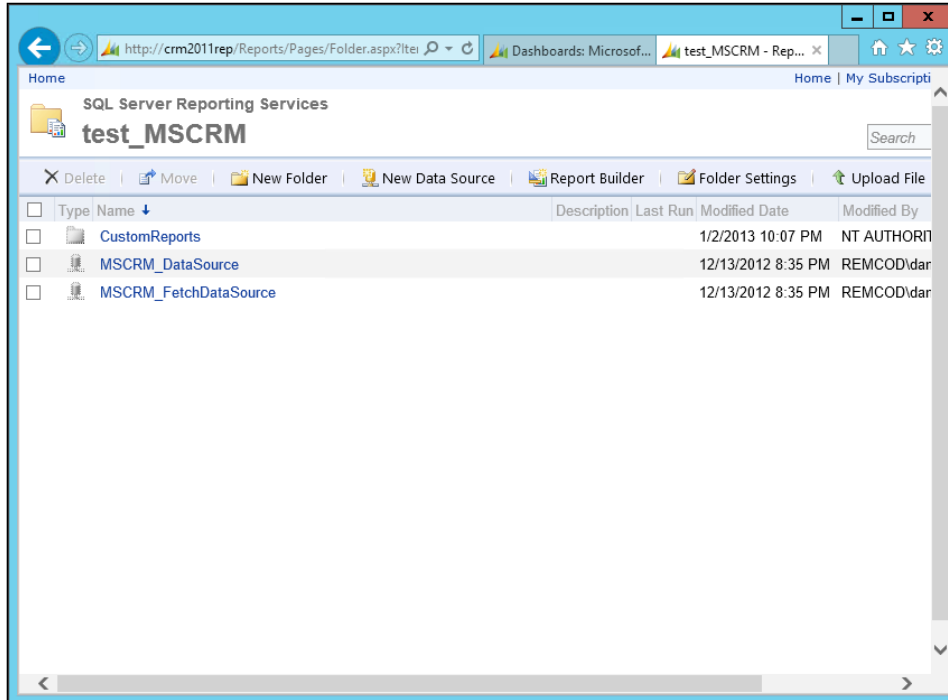 http://crm2011rep/Reports/Pages/Folder.aspx?Ite Dashboards: Microsof... test_MSCRM - Rep... ×
Home Home | My Subscripti
SQL Server Reporting Services
test_MSCRM
Search
Delete Move New Folder New Data Source Report Builder Folder Settings Upload File
Type Name Description Last Run Modified Date Modified By
CustomReports 1/2/2013 10:07 PM NT AUTHORIT
MSCRM_DataSource 12/13/2012 8:35 PM REMCOD\dar
MSCRM_FetchDataSource 12/13/2012 8:35 PM REMCOD\dar